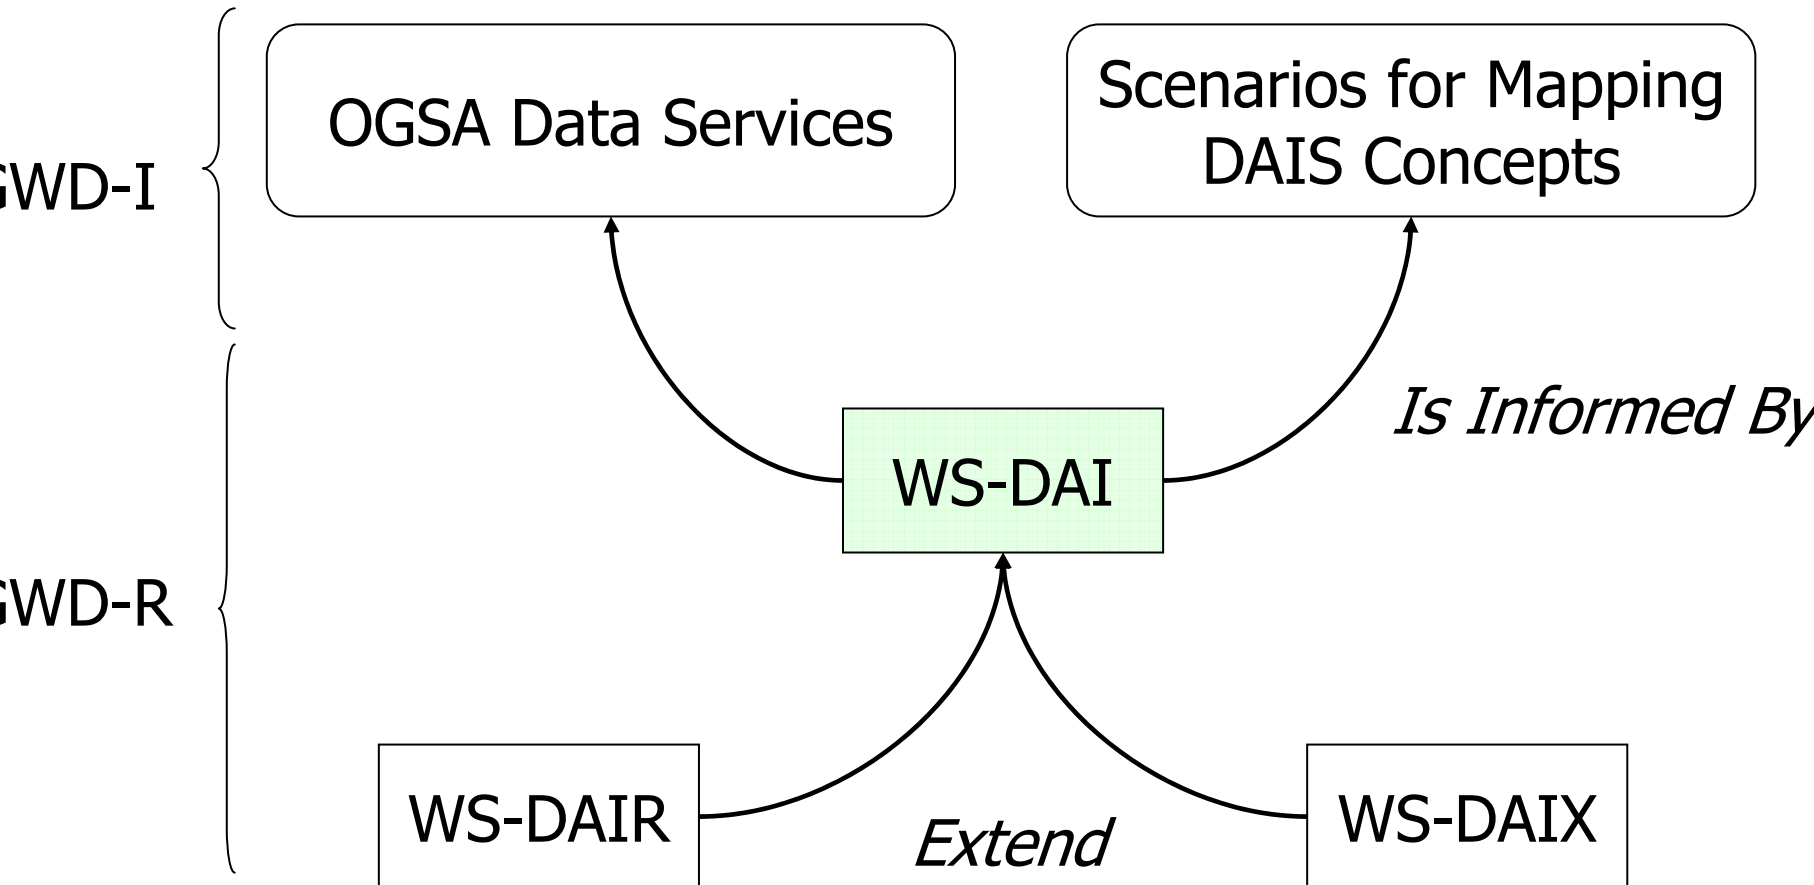 OGSA Data Services
Scenarios for Mapping
DAIS Concepts
GWD-I
Is Informed By
WS-DAI
GWD-R
WS-DAIR
WS-DAIX
Extend